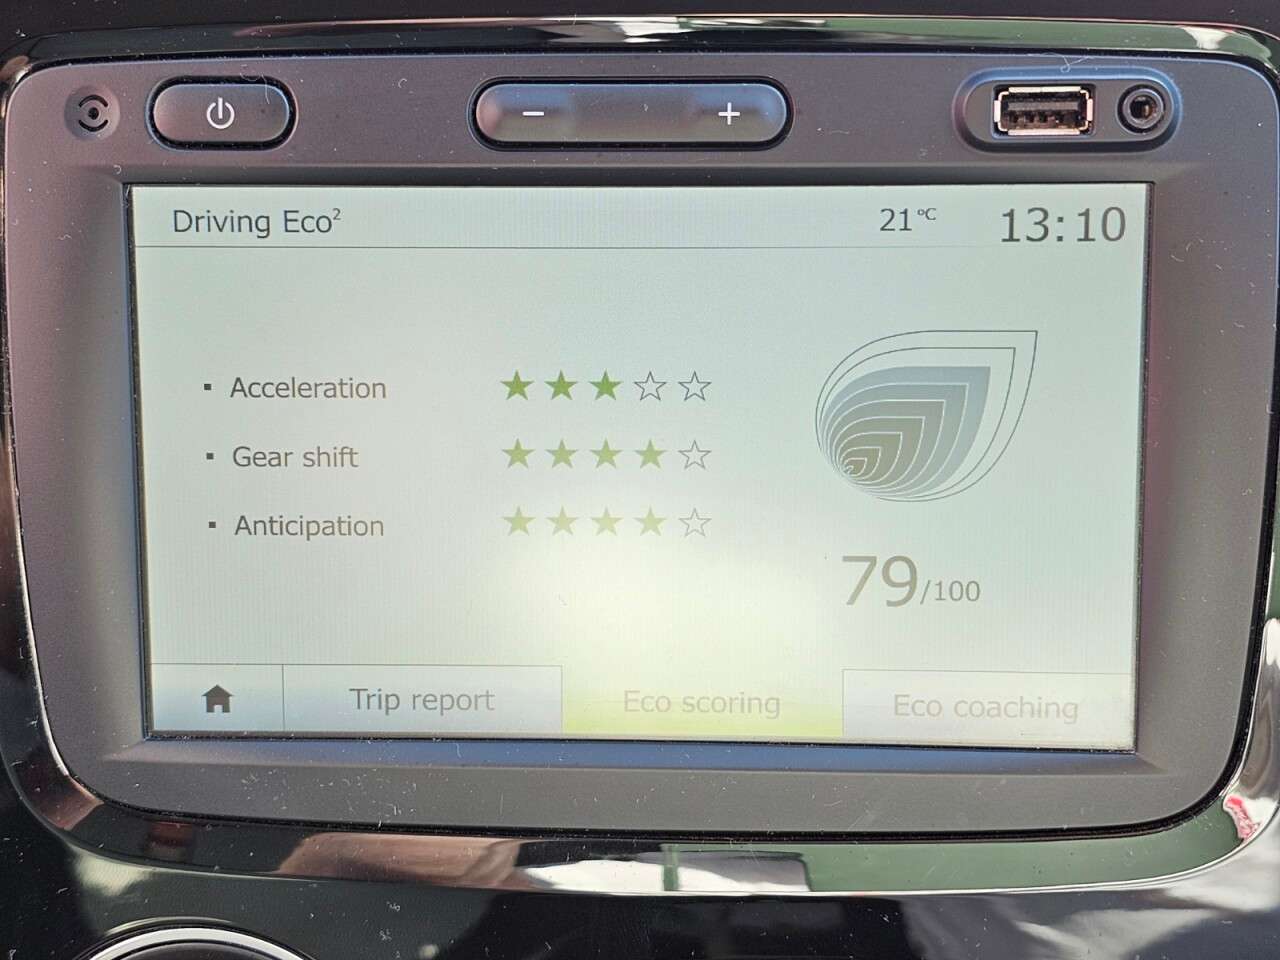 Driving Eco² 21°C 13:10
▪ Acceleration ★★★☆☆
▪ Gear shift ★★★★☆
▪ Anticipation ★★★★☆
79/100
Trip report Eco scoring Eco coaching